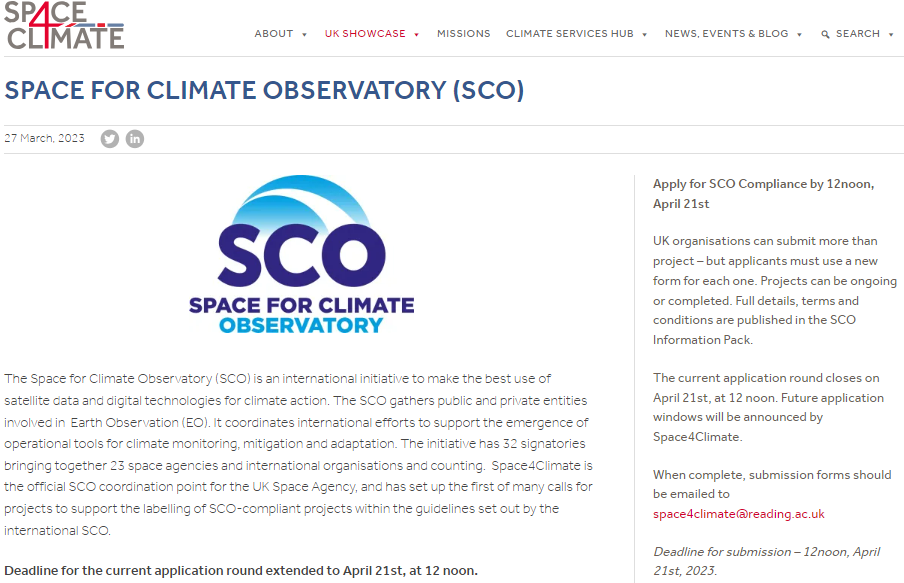 SPACE
4
CLIMATE
ABOUT
UK SHOWCASE
MISSIONS
CLIMATE SERVICES HUB
NEWS, EVENTS & BLOG
SEARCH
SPACE FOR CLIMATE OBSERVATORY (SCO)
27 March, 2023
in
SCO
SPACE FOR CLIMATE
OBSERVATORY
The Space for Climate Observatory (SCO) is an international initiative to make the best use of
satellite data and digital technologies for climate action. The SCO gathers public and private entities
involved in Earth Observation (EO). It coordinates international efforts to support the emergence of
operational tools for climate monitoring, mitigation and adaptation. The initiative has 32 signatories
bringing together 23 space agencies and international organisations and counting. Space4Climate is
the official SCO coordination point for the UK Space Agency, and has set up the first of many calls for
projects to support the labelling of SCO-compliant projects within the guidelines set out by the
international SCO.
Deadline for the current application round extended to April 21st, at 12 noon.
Apply for SCO Compliance by 12noon,
April 21st
UK organisations can submit more than
project – but applicants must use a new
form for each one. Projects can be ongoing
or completed. Full details, terms and
conditions are published in the SCO
Information Pack.
The current application round closes on
April 21st, at 12 noon. Future application
windows will be announced by
Space4Climate.
When complete, submission forms should
be emailed to
space4climate@reading.ac.uk
Deadline for submission – 12noon, April
21st, 2023.